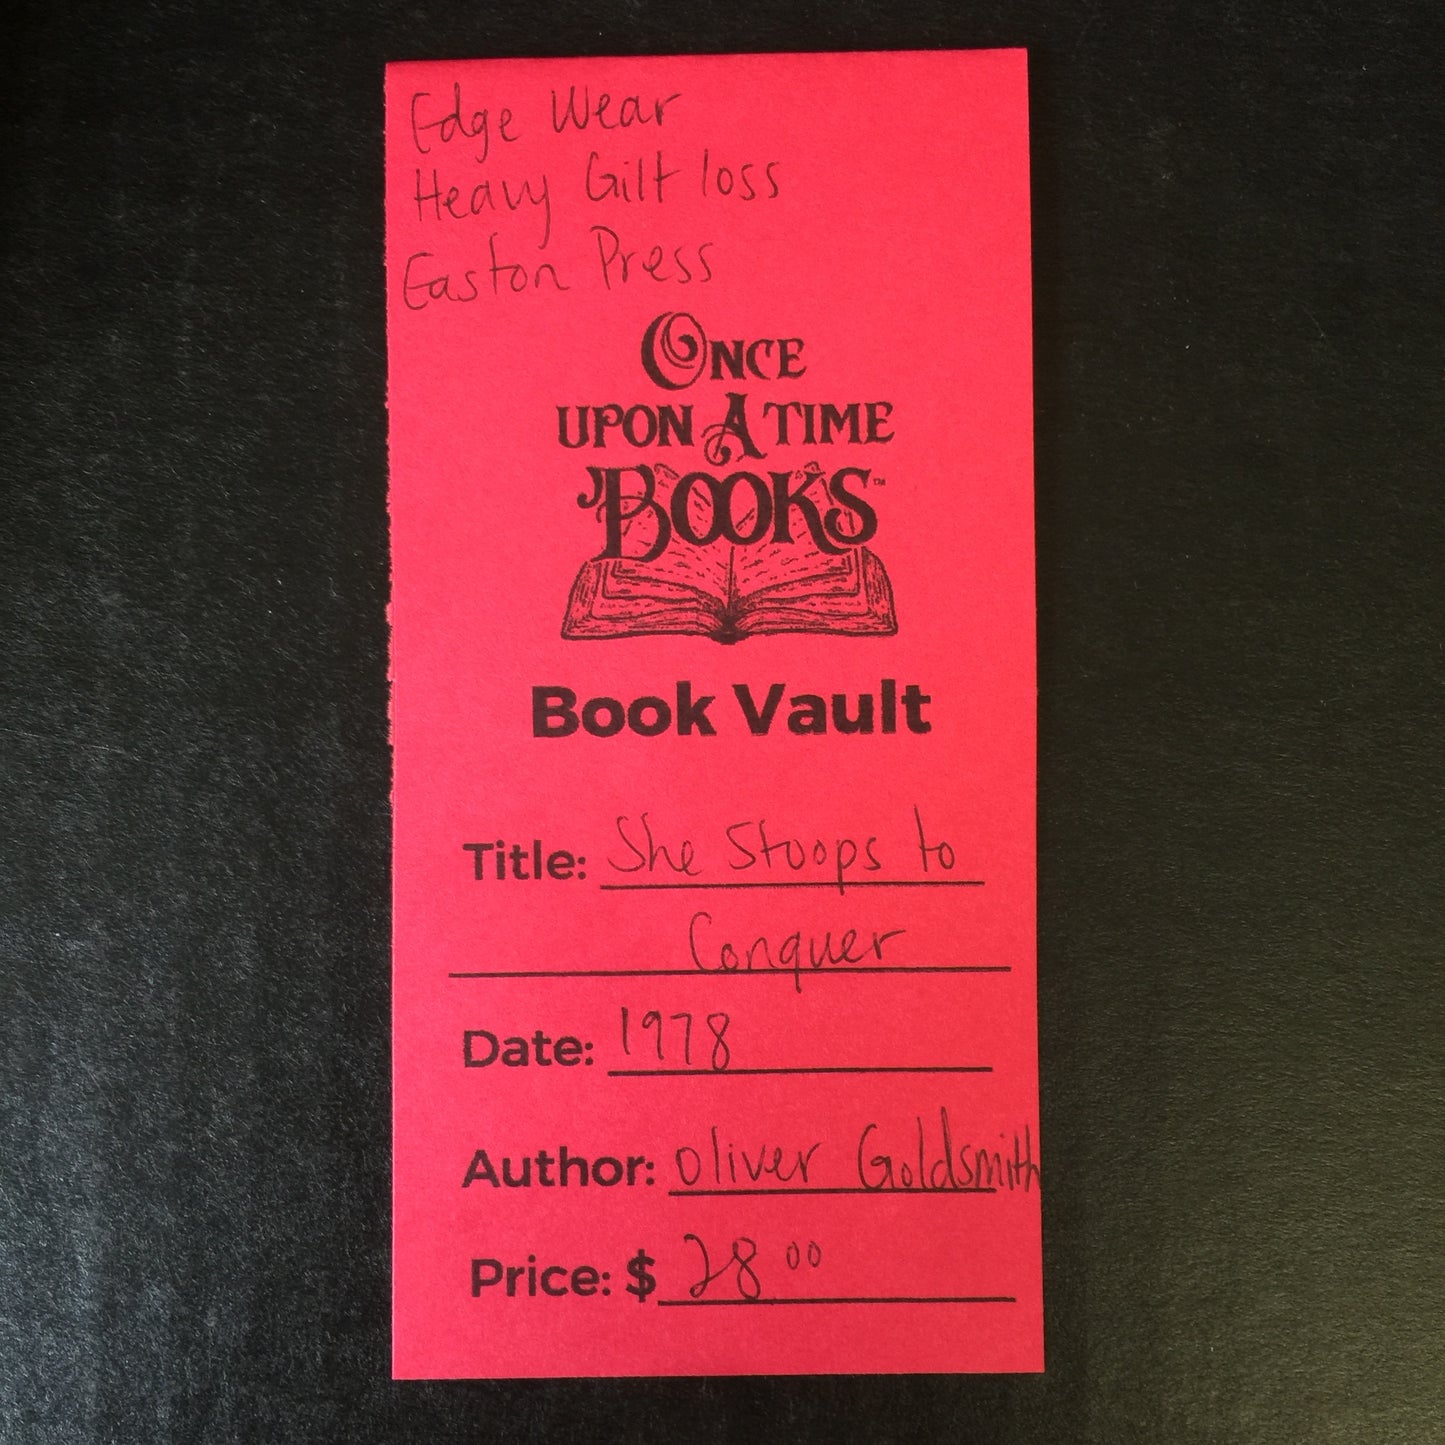 Edge Wear
Heavy Gilt loss
Easton Press
ONCE
UPON A TIME
BOOKS™
Book Vault
Title: She Stoops to
Conquer
Date: 1978
Author: Oliver Goldsmith
Price: $ 28.00